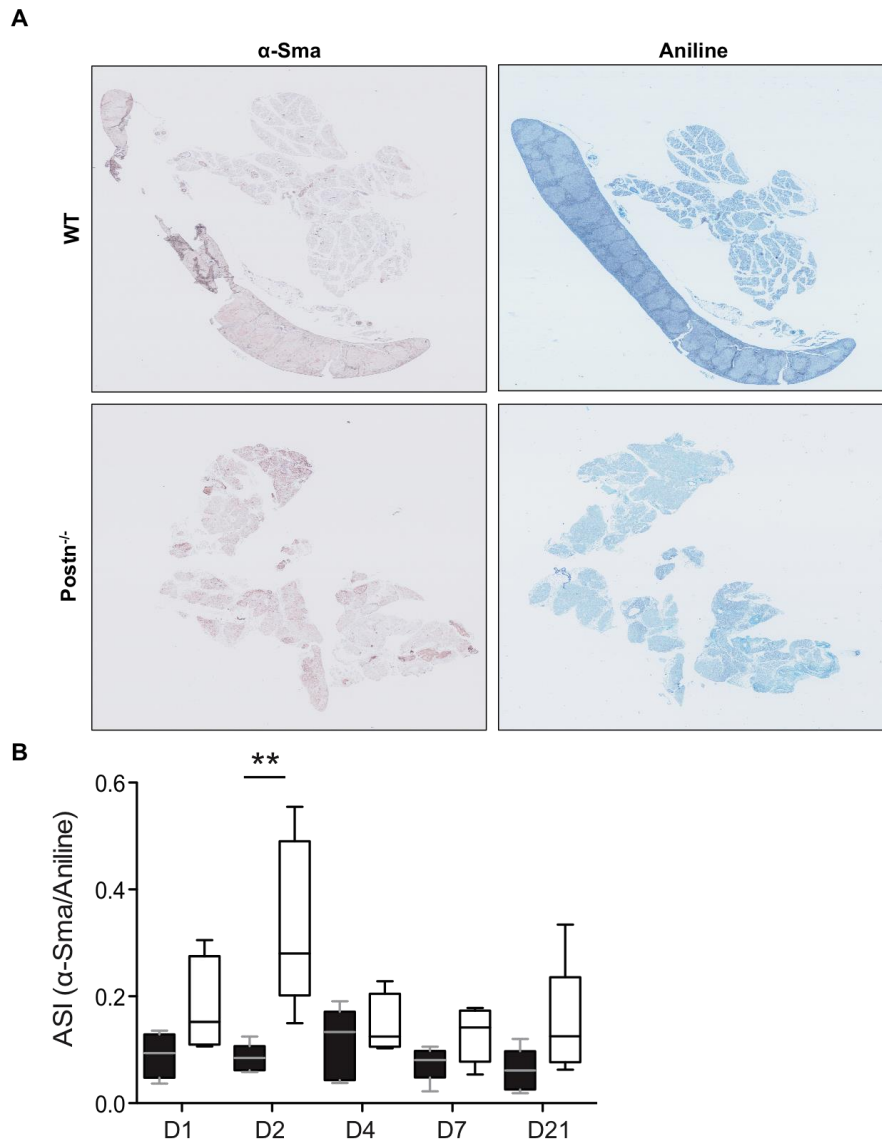 A
α-Sma
Aniline
WT
Postn-/-
B
**
ASI (α-Sma/Aniline)
0.6
0.4
0.2
0.0
D1
D2
D4
D7
D21